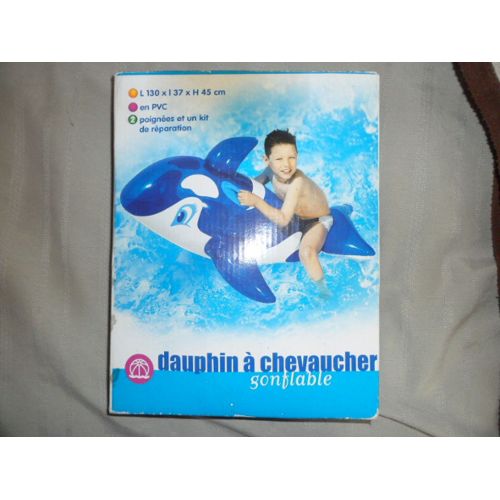 L 130 x l 37 x H 45 cm
en PVC
2 poignées et un kit
de réparation
dauphin à chevaucher
gonflable